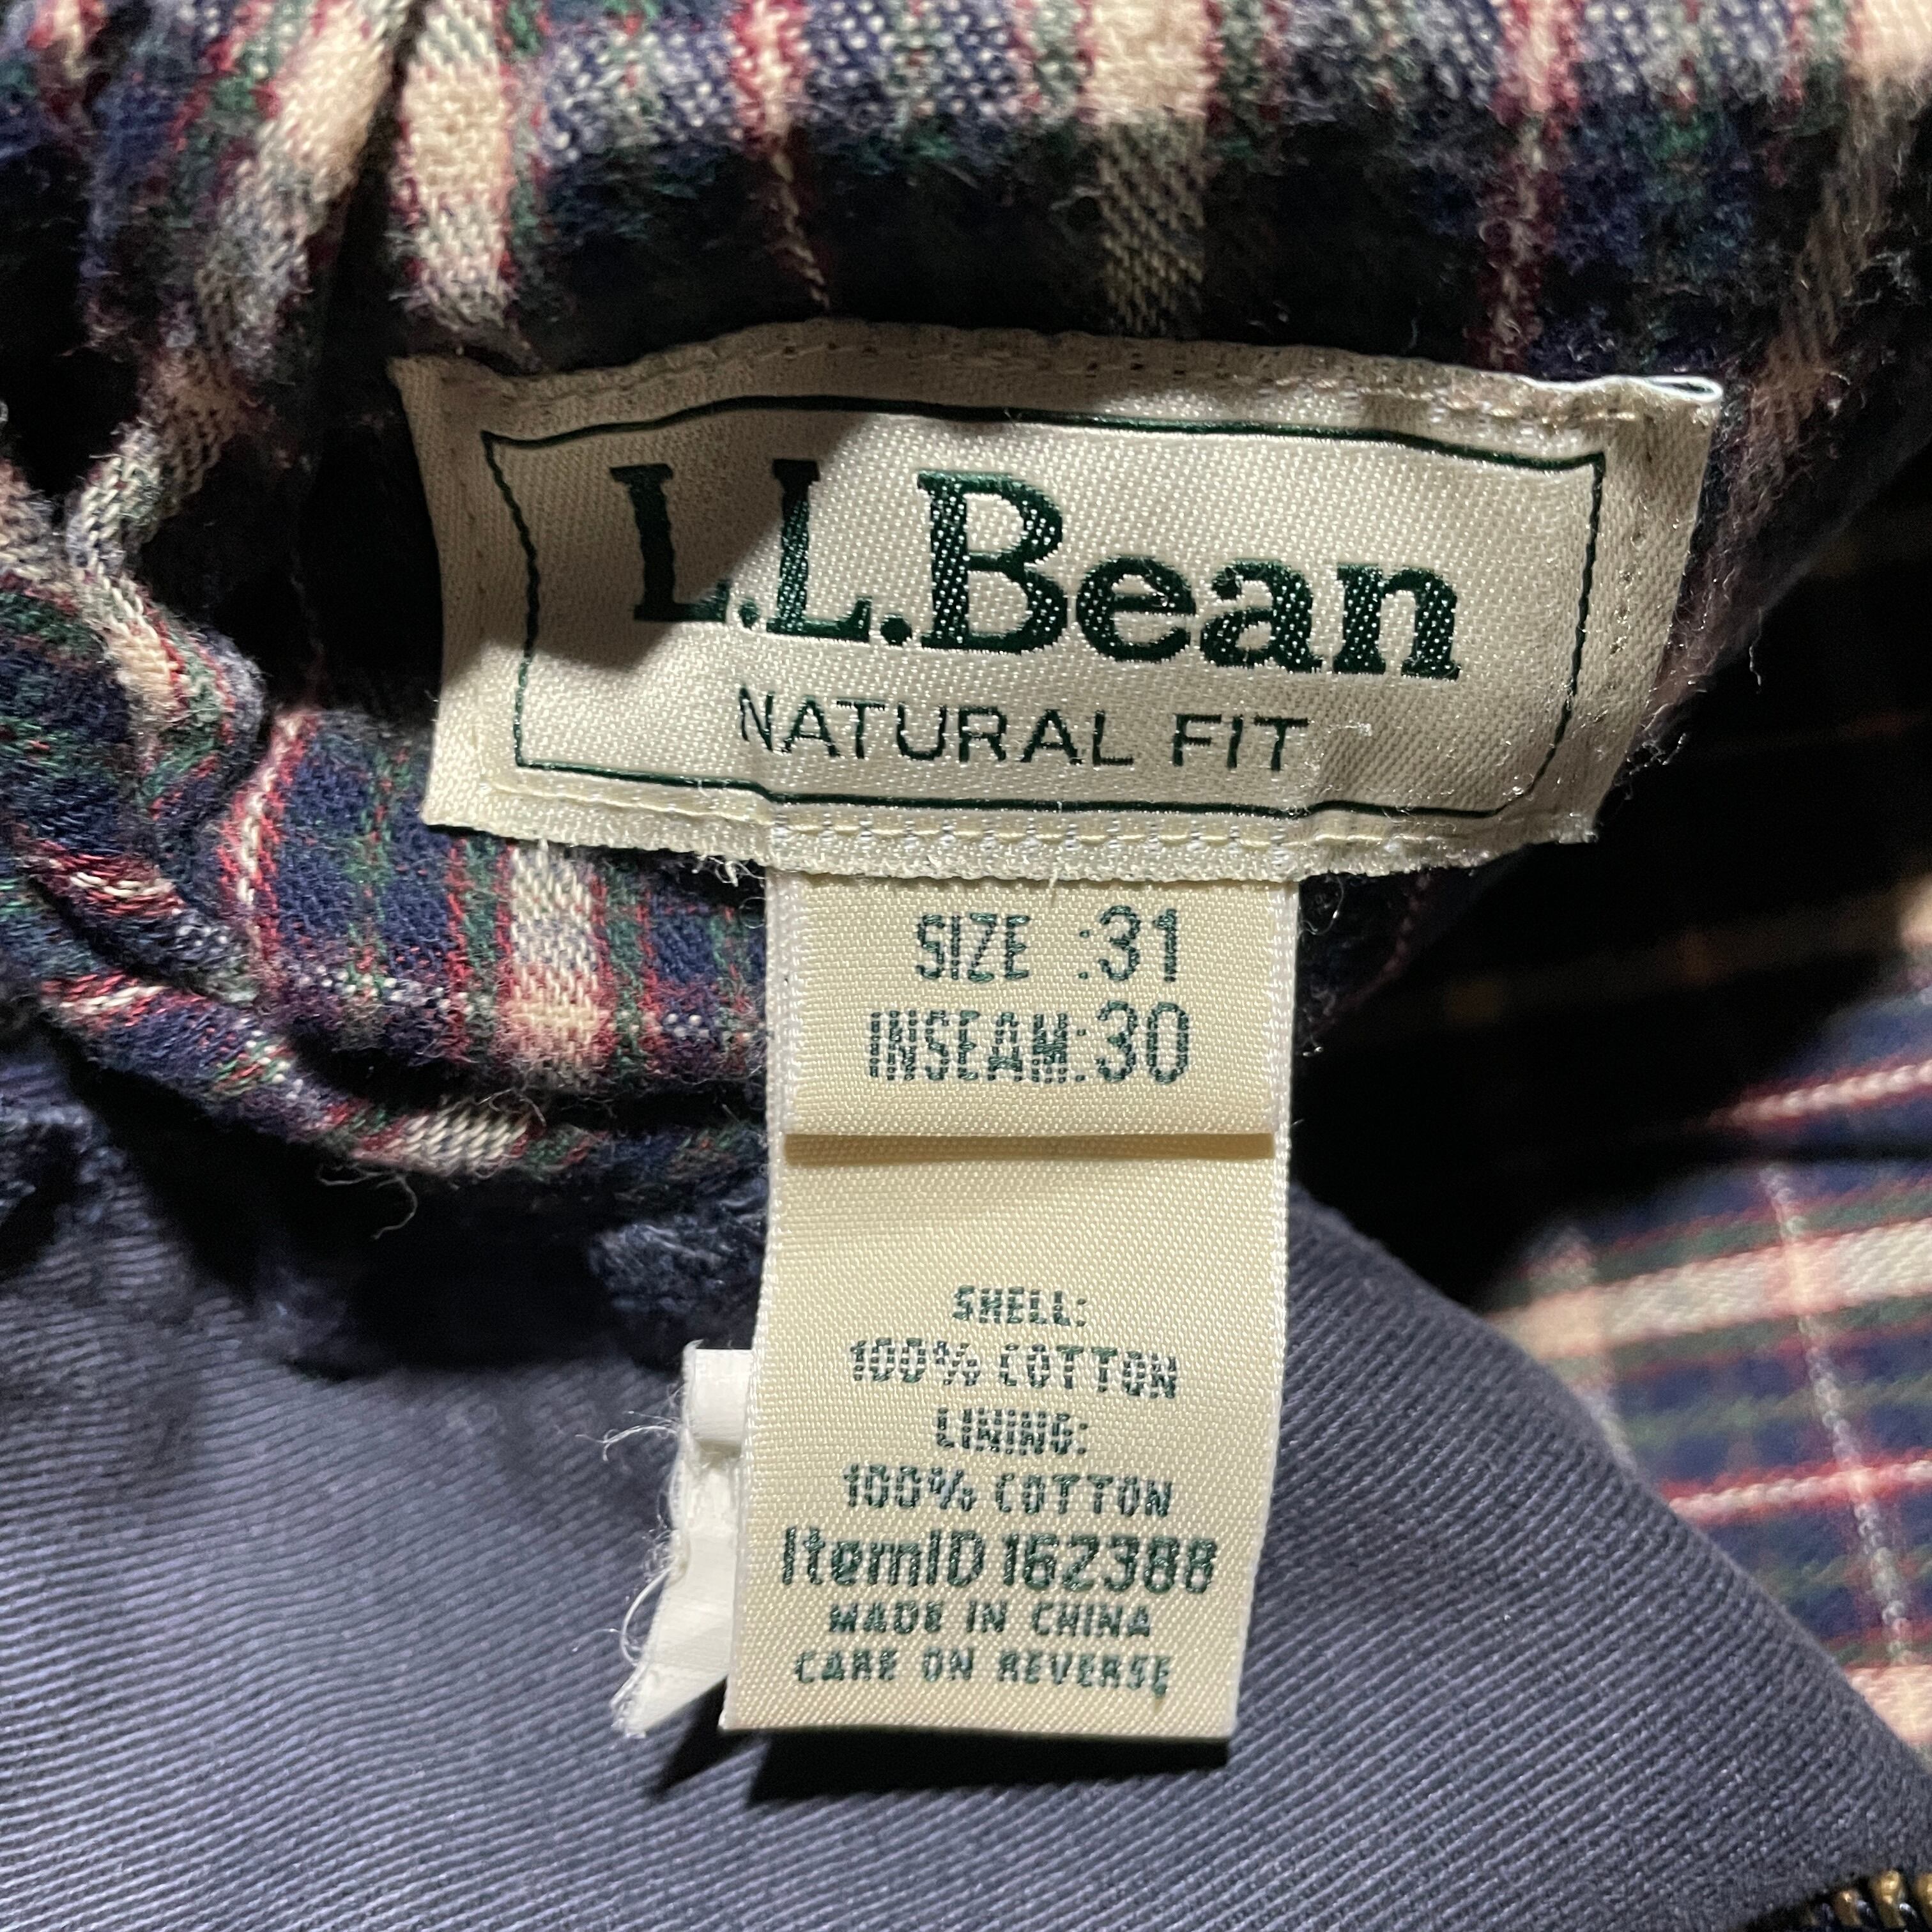 L.L.Bean
NATURAL FIT
SIZE :31
INSEAM:30
SHELL:
100% COTTON
LINING:
100% COTTON
ItemID 162388
MADE IN CHINA
CARE ON REVERSE